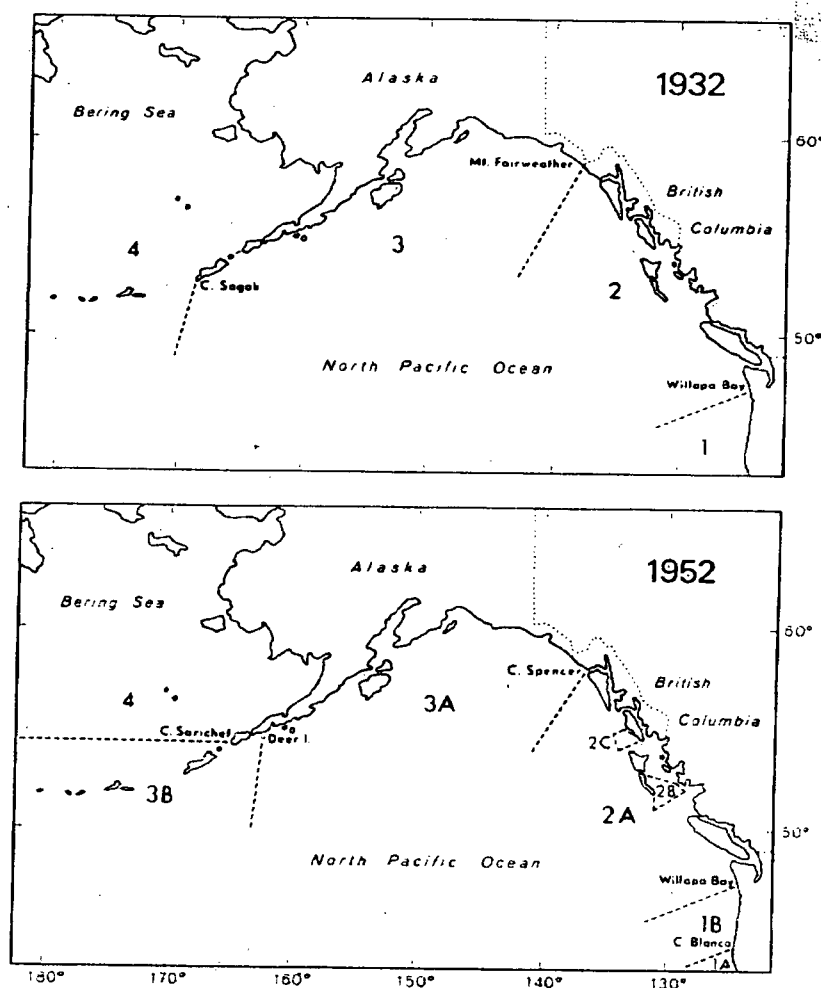 1932
Alaska
Bering Sea
60°
Mt. Fairweather
British
Columbia
4
3
C. Sagak
2
50°
North Pacific Ocean
Willapa Bay
1
1952
Alaska
Bering Sea
60°
C. Spencer
British
4
3A
Columbia
C. Sarichef
Deer I.
2C
3B
2B
2A
50°
North Pacific Ocean
Willapa Bay
1B
C Blanco
1A
180° 170° 160° 150° 140° 130°